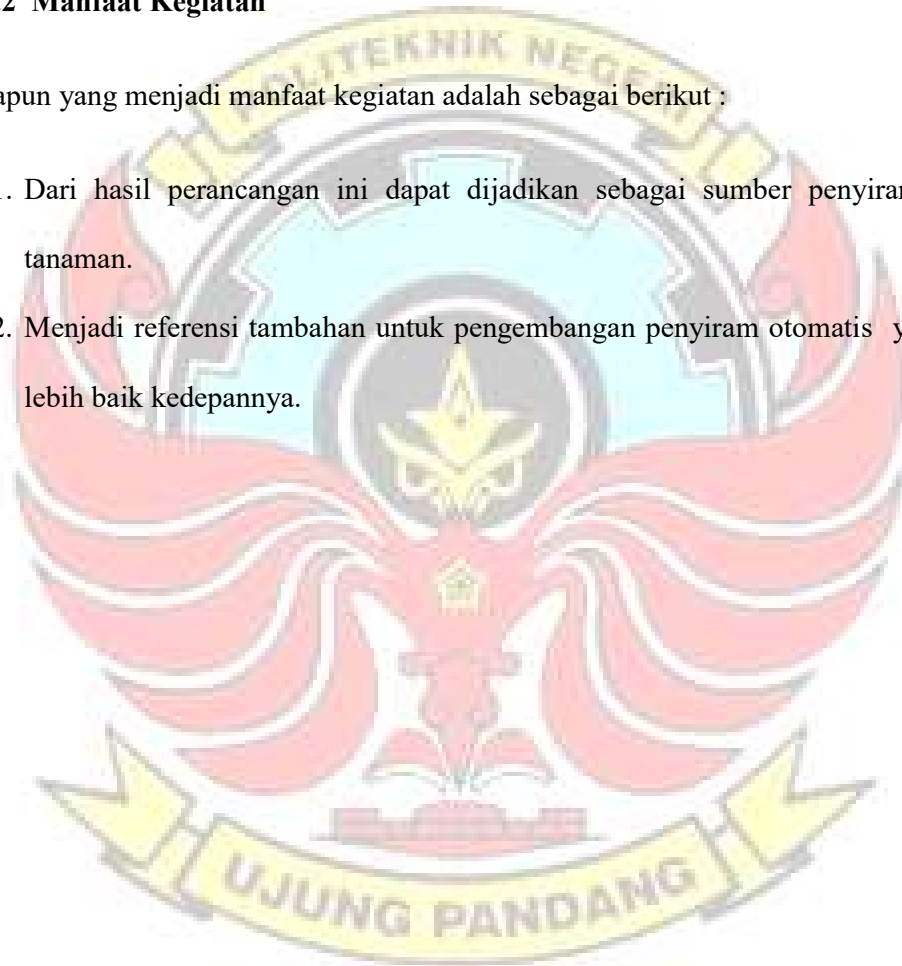 .2 Manfaat Kegiatan
POLITEKNIK NEGERI
apun yang menjadi manfaat kegiatan adalah sebagai berikut :
1. Dari hasil perancangan ini dapat dijadikan sebagai sumber penyiram
tanaman.
2. Menjadi referensi tambahan untuk pengembangan penyiram otomatis y
lebih baik kedepannya.
UJUNG PANDANG